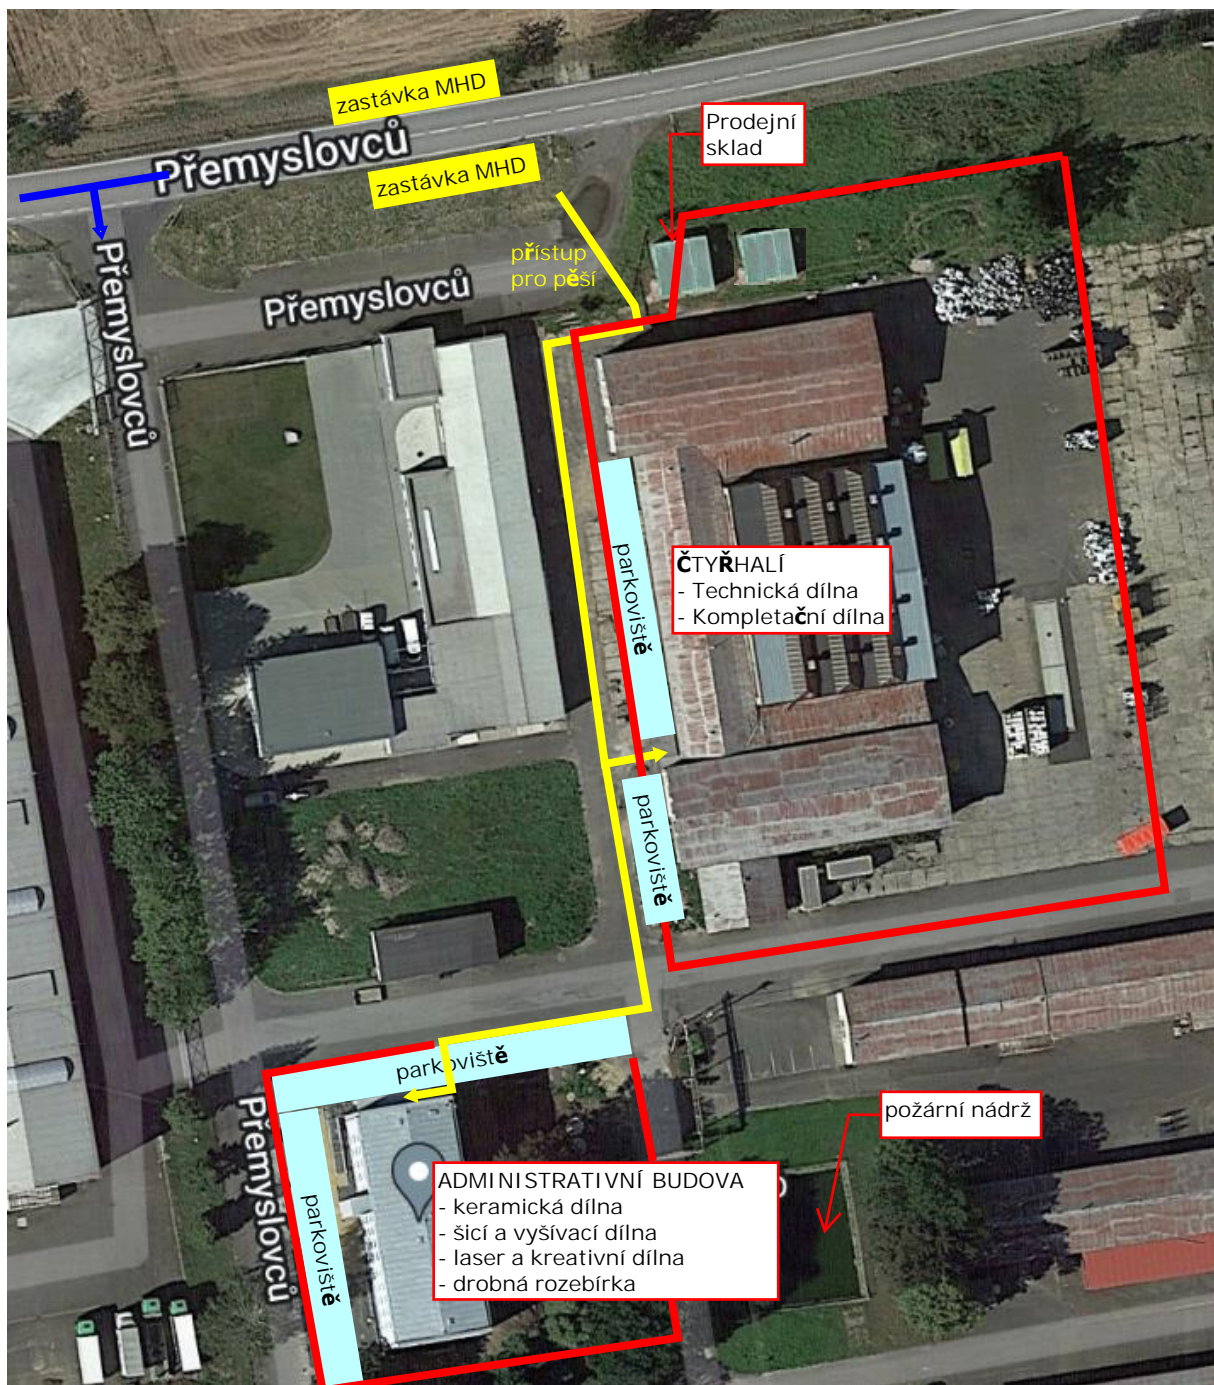 zastávka MHD
Přemyslovců
zastávka MHD
Prodejní
sklad
přístup
pro pěší
Přemyslovců
Přemyslovců
parkoviště
ČTYŘHALÍ
- Technická dílna
- Kompletační dílna
parkoviště
parkoviště
požární nádrž
Přemyslovců
parkoviště
ADMINISTRATIVNÍ BUDOVA
- keramická dílna
- šicí a vyšívací dílna
- laser a kreativní dílna
- drobná rozebírka